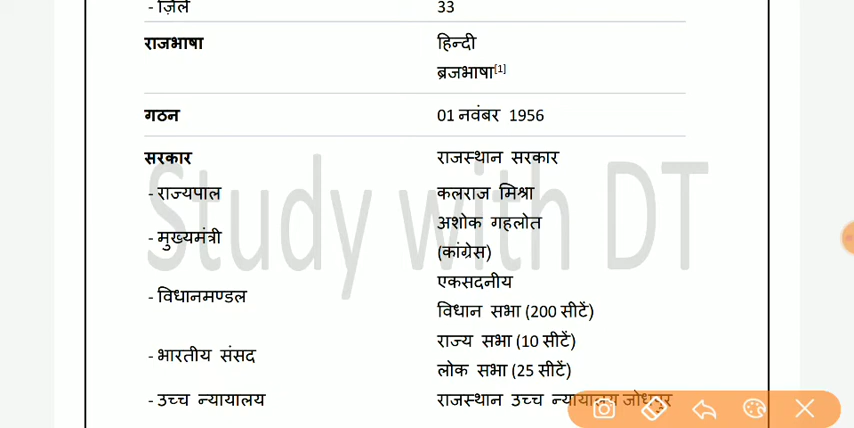 - ज़िले 33
राजभाषा हिन्दी
ब्रजभाषा[1]
गठन 01 नवंबर 1956
सरकार राजस्थान सरकार
- राज्यपाल कलराज मिश्रा
- मुख्यमंत्री अशोक गहलोत
(कांग्रेस)
- विधानमण्डल एकसदनीय
विधान सभा (200 सीटें)
- भारतीय संसद राज्य सभा (10 सीटें)
लोक सभा (25 सीटें)
- उच्च न्यायालय राजस्थान उच्च न्यायालय जोधपुर
Study with DT